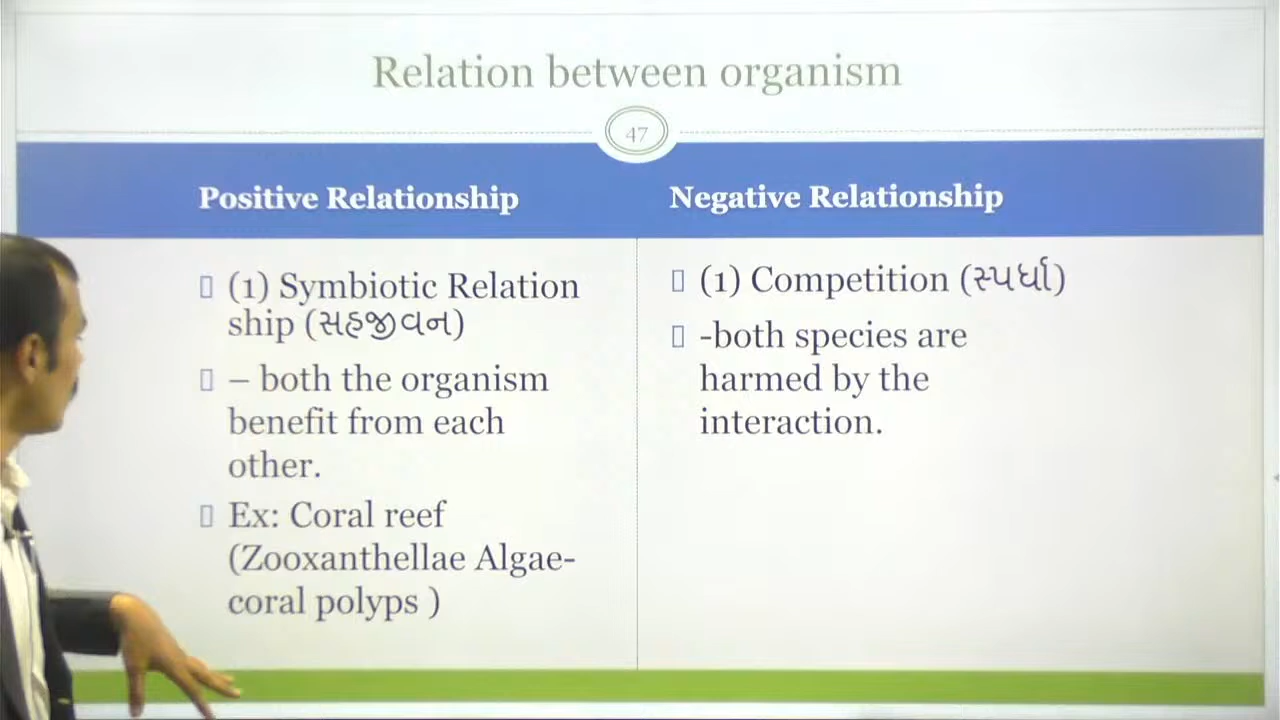 Relation between organism
47
Positive Relationship
(1) Symbiotic Relation
ship (સહજીવન)
– both the organism
benefit from each
other.
Ex: Coral reef
(Zooxanthellae Algae-
coral polyps )
Negative Relationship
(1) Competition (સ્પર્ધા)
-both species are
harmed by the
interaction.